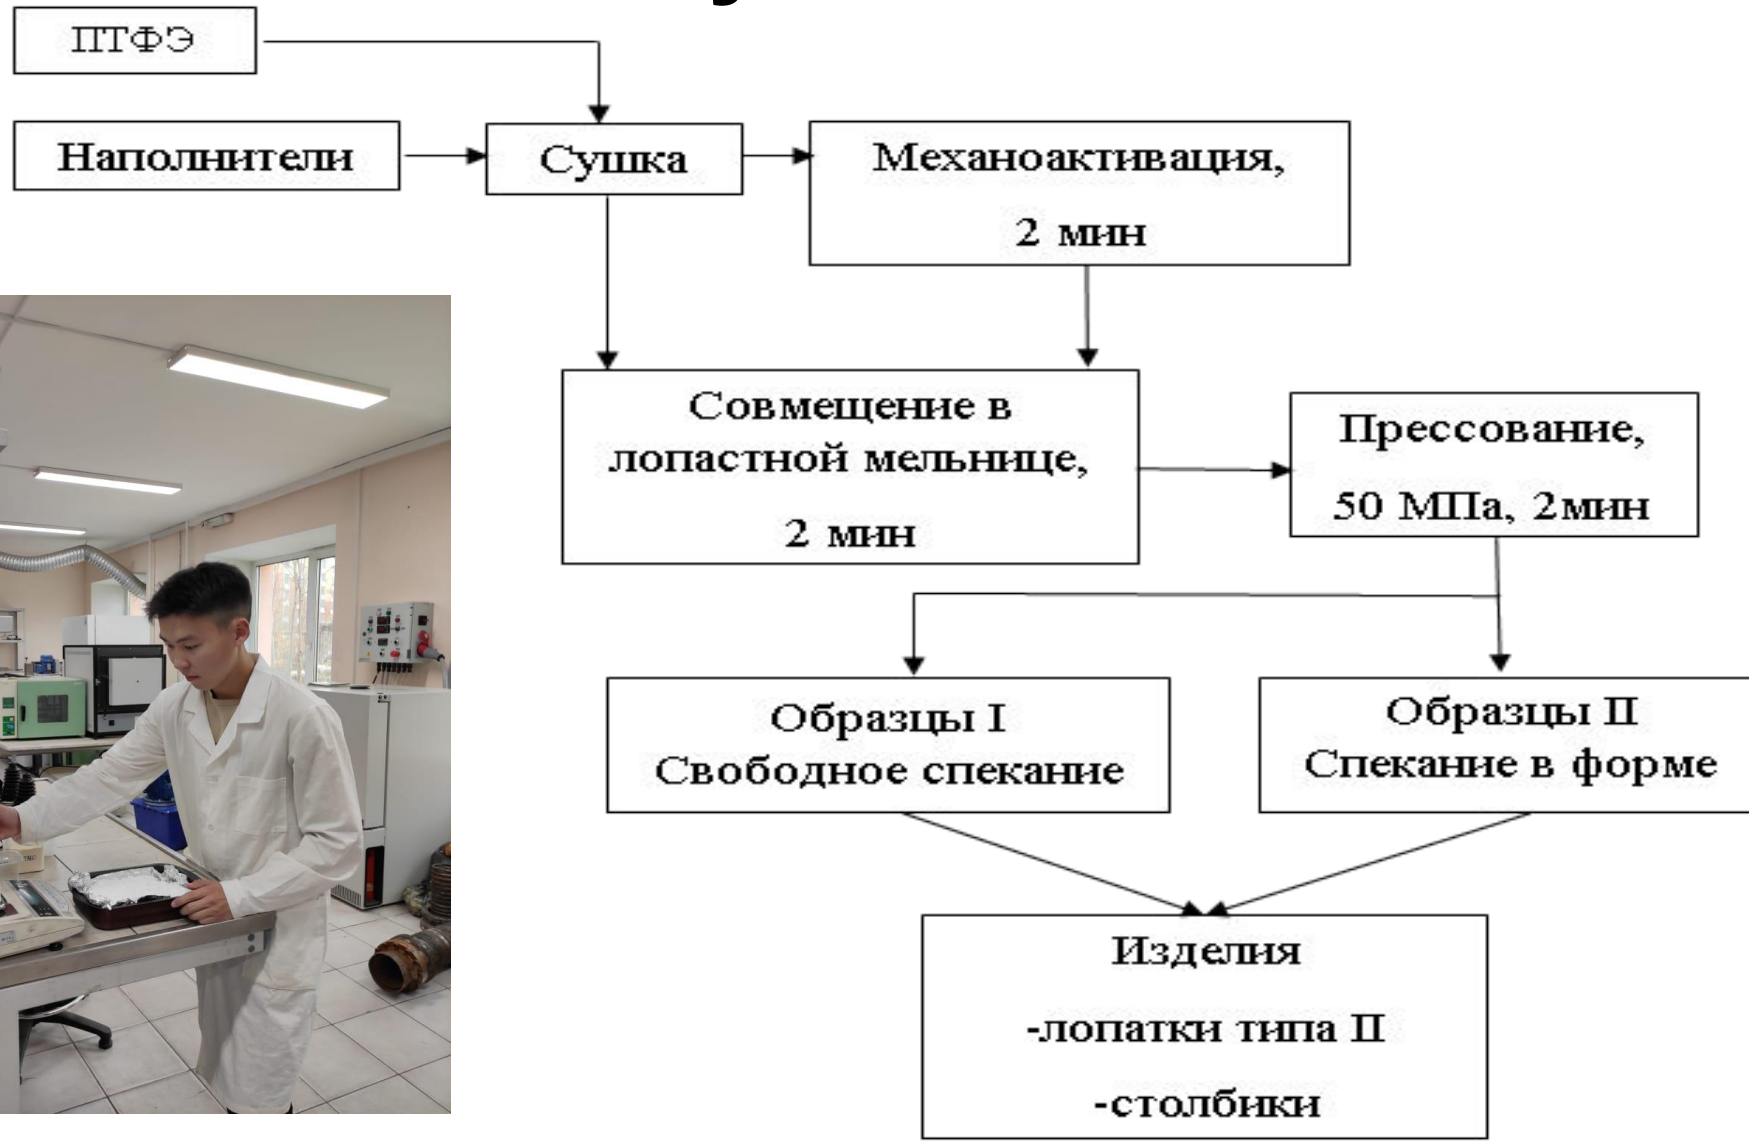 ПТФЭ
Наполнители
Сушка
Механоактивация,
2 мин
Совмещение в
лопастной мельнице,
2 мин
Прессование,
50 МПа, 2мин
Образцы I
Свободное спекание
Образцы II
Спекание в форме
Изделия
-лопатки типа II
-столбики